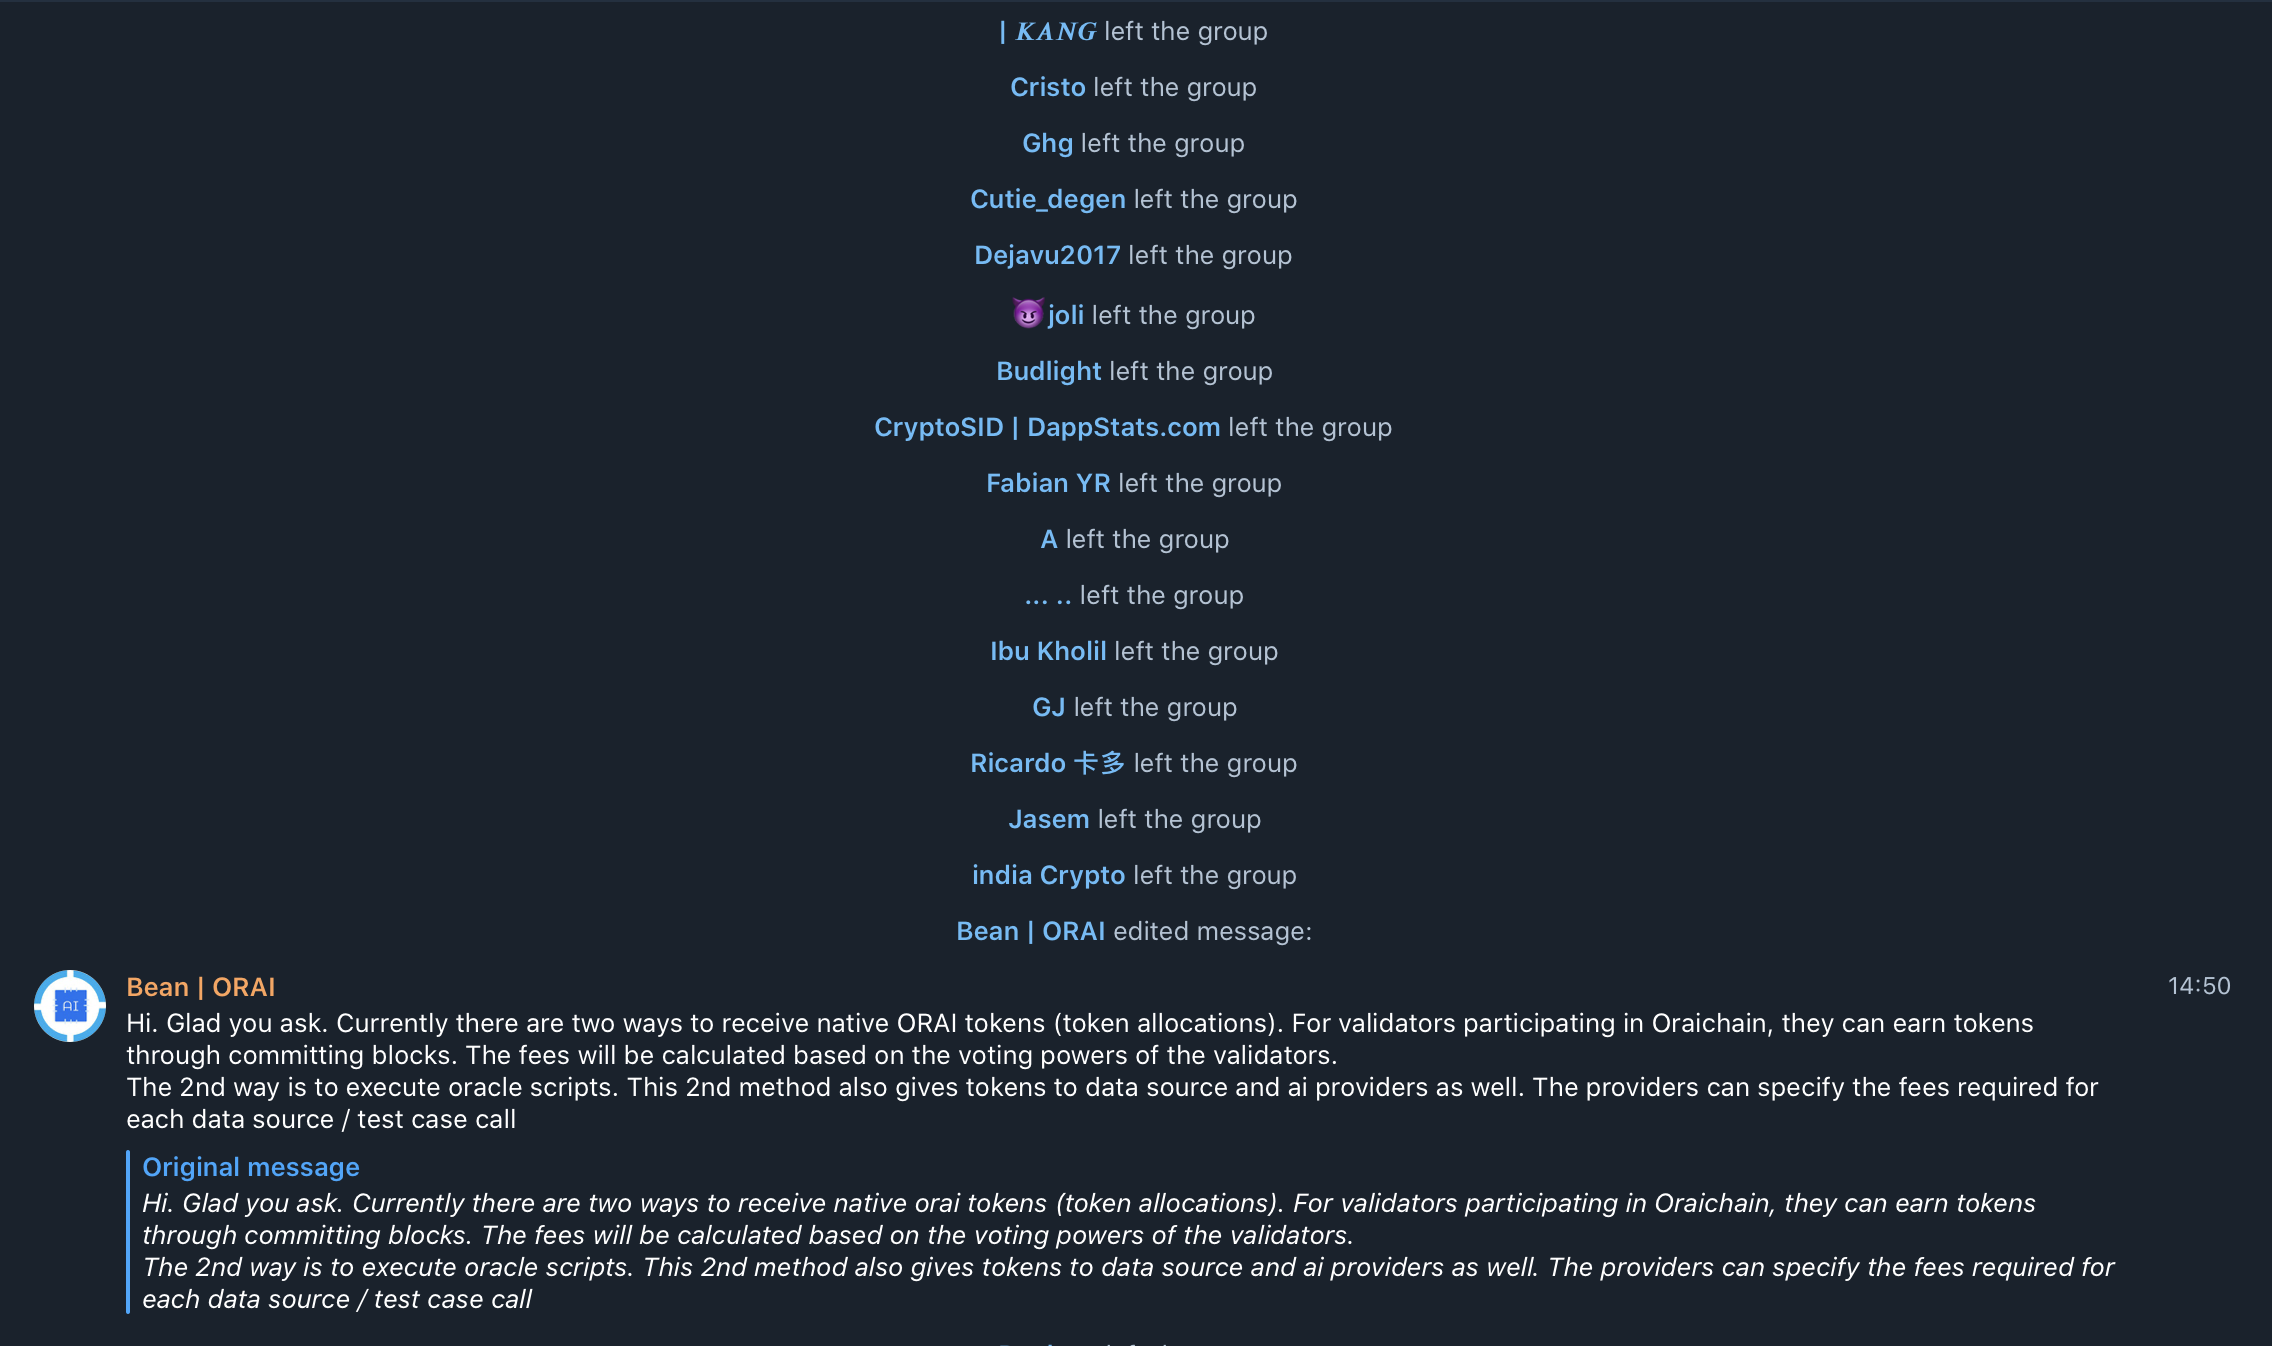 | KANG left the group
Cristo left the group
Ghg left the group
Cutie_degen left the group
Dejavu2017 left the group
😈joli left the group
Budlight left the group
CryptoSID | DappStats.com left the group
Fabian YR left the group
A left the group
... .. left the group
Ibu Kholil left the group
GJ left the group
Ricardo 卡多 left the group
Jasem left the group
india Crypto left the group
Bean | ORAI edited message:
AI
Bean | ORAI
14:50
Hi. Glad you ask. Currently there are two ways to receive native ORAI tokens (token allocations). For validators participating in Oraichain, they can earn tokens
through committing blocks. The fees will be calculated based on the voting powers of the validators.
The 2nd way is to execute oracle scripts. This 2nd method also gives tokens to data source and ai providers as well. The providers can specify the fees required for
each data source / test case call
Original message
Hi. Glad you ask. Currently there are two ways to receive native orai tokens (token allocations). For validators participating in Oraichain, they can earn tokens
through committing blocks. The fees will be calculated based on the voting powers of the validators.
The 2nd way is to execute oracle scripts. This 2nd method also gives tokens to data source and ai providers as well. The providers can specify the fees required for
each data source / test case call